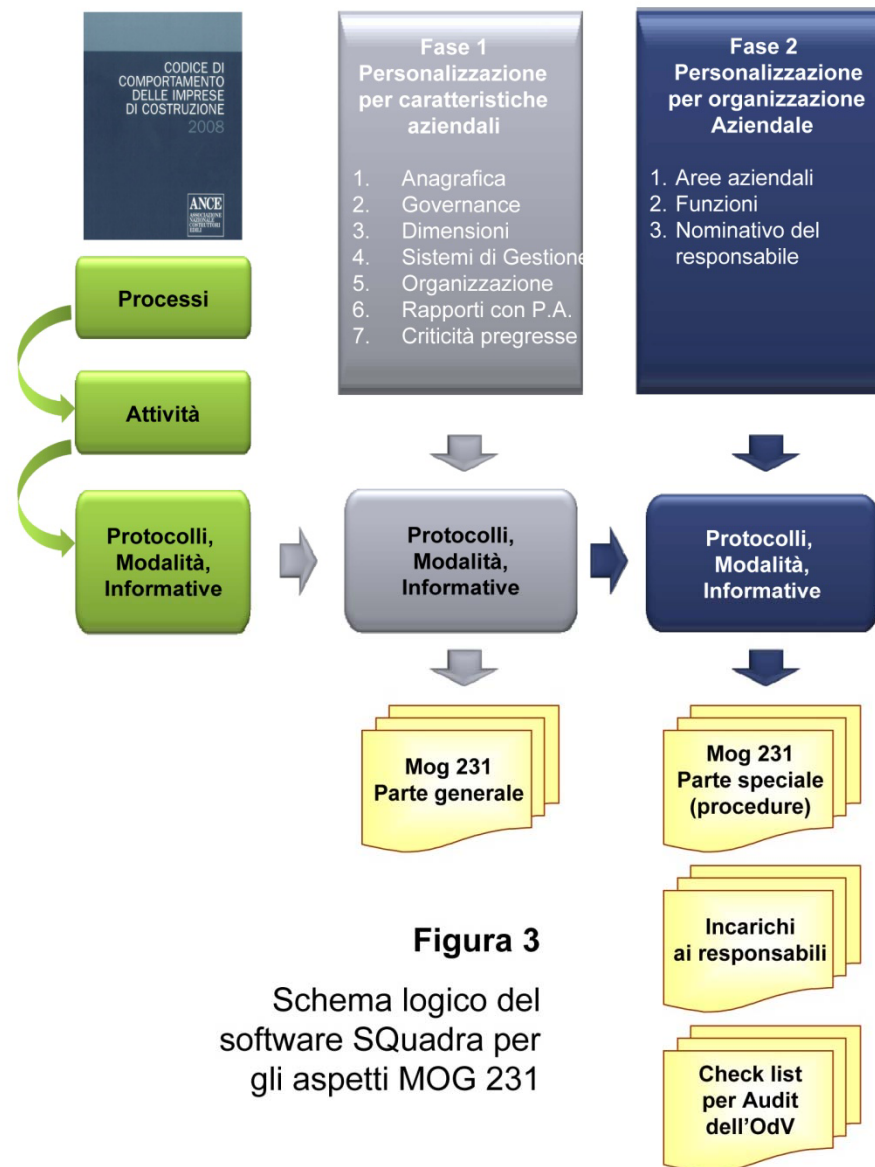 CODICE DI
COMPORTAMENTO
DELLE IMPRESE
DI COSTRUZIONE
2008
ANCE
ASSOCIAZIONE
NAZIONALE
COSTRUTTORI
EDILI
Processi
Attività
Protocolli,
Modalità,
Informative
Fase 1
Personalizzazione
per caratteristiche
aziendali
1. Anagrafica
2. Governance
3. Dimensioni
4. Sistemi di Gestione
5. Organizzazione
6. Rapporti con P.A.
7. Criticità pregresse
Protocolli,
Modalità,
Informative
Mog 231
Parte generale
Fase 2
Personalizzazione
per organizzazione
Aziendale
1. Aree aziendali
2. Funzioni
3. Nominativo del
responsabile
Protocolli,
Modalità,
Informative
Mog 231
Parte speciale
(procedure)
Incarichi
ai responsabili
Check list
per Audit
dell'OdV
Figura 3
Schema logico del
software SQuadra per
gli aspetti MOG 231